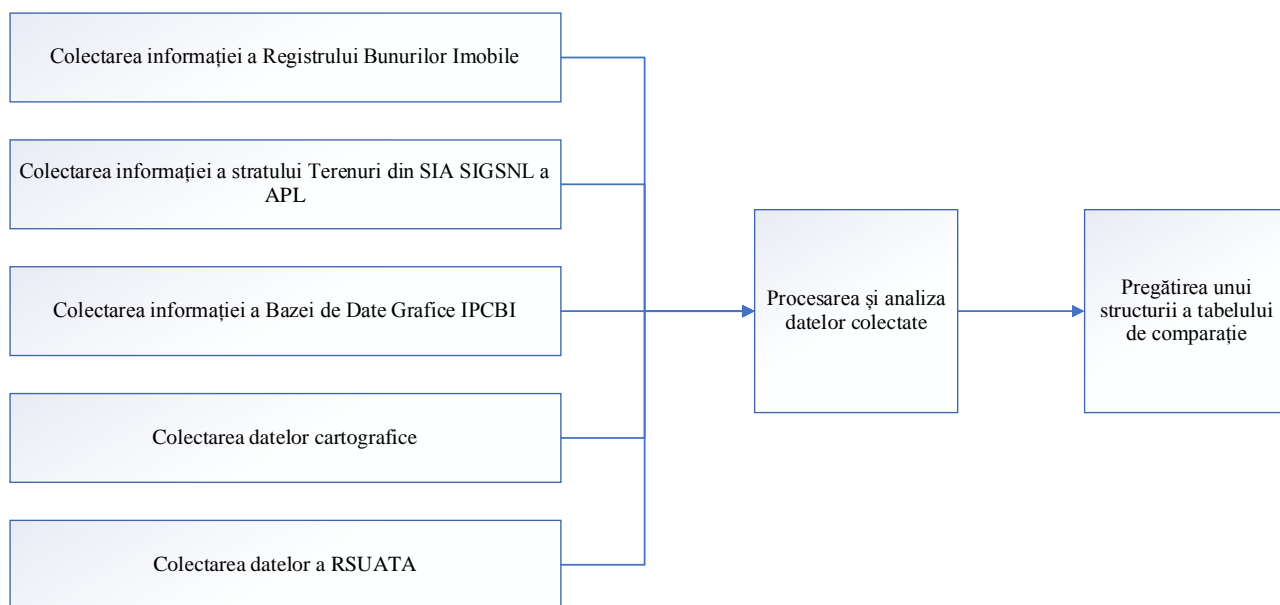 Colectarea informației a Registrului Bunurilor Imobile
Colectarea informației a stratului Terenuri din SIA SIGSNL a
APL
Colectarea informației a Bazei de Date Grafice IPCBI
Colectarea datelor cartografice
Colectarea datelor a RSUATA
Procesarea și analiza
datelor colectate
Pregătirea unui
structurii a tabelului
de comparație